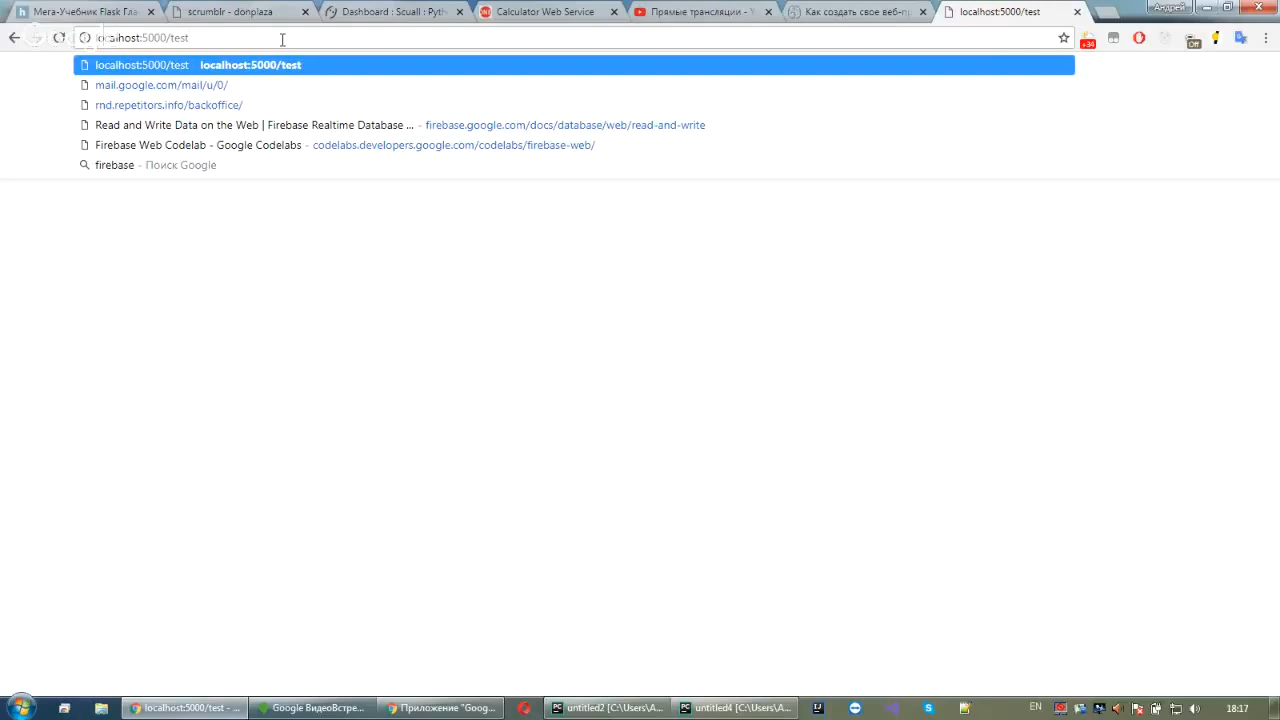 Мега-Учебник Flask Гла
scrumblr - donplaza
Dashboard : Scuall : Pyth
Calculator Web Service
Прямые трансляции - Y
Как создать свое веб-пр
localhost:5000/test
Андрей
localhost:5000/test
+34
Off
localhost:5000/test localhost:5000/test
mail.google.com/mail/u/0/
rnd.repetitors.info/backoffice/
Read and Write Data on the Web | Firebase Realtime Database ... - firebase.google.com/docs/database/web/read-and-write
Firebase Web Codelab - Google Codelabs - codelabs.developers.google.com/codelabs/firebase-web/
firebase - Поиск Google
localhost:5000/test - ...
Google ВидеоВстре...
Приложение "Goog...
untitled2 [C:\Users\A...
untitled4 [C:\Users\A...
EN
18:17